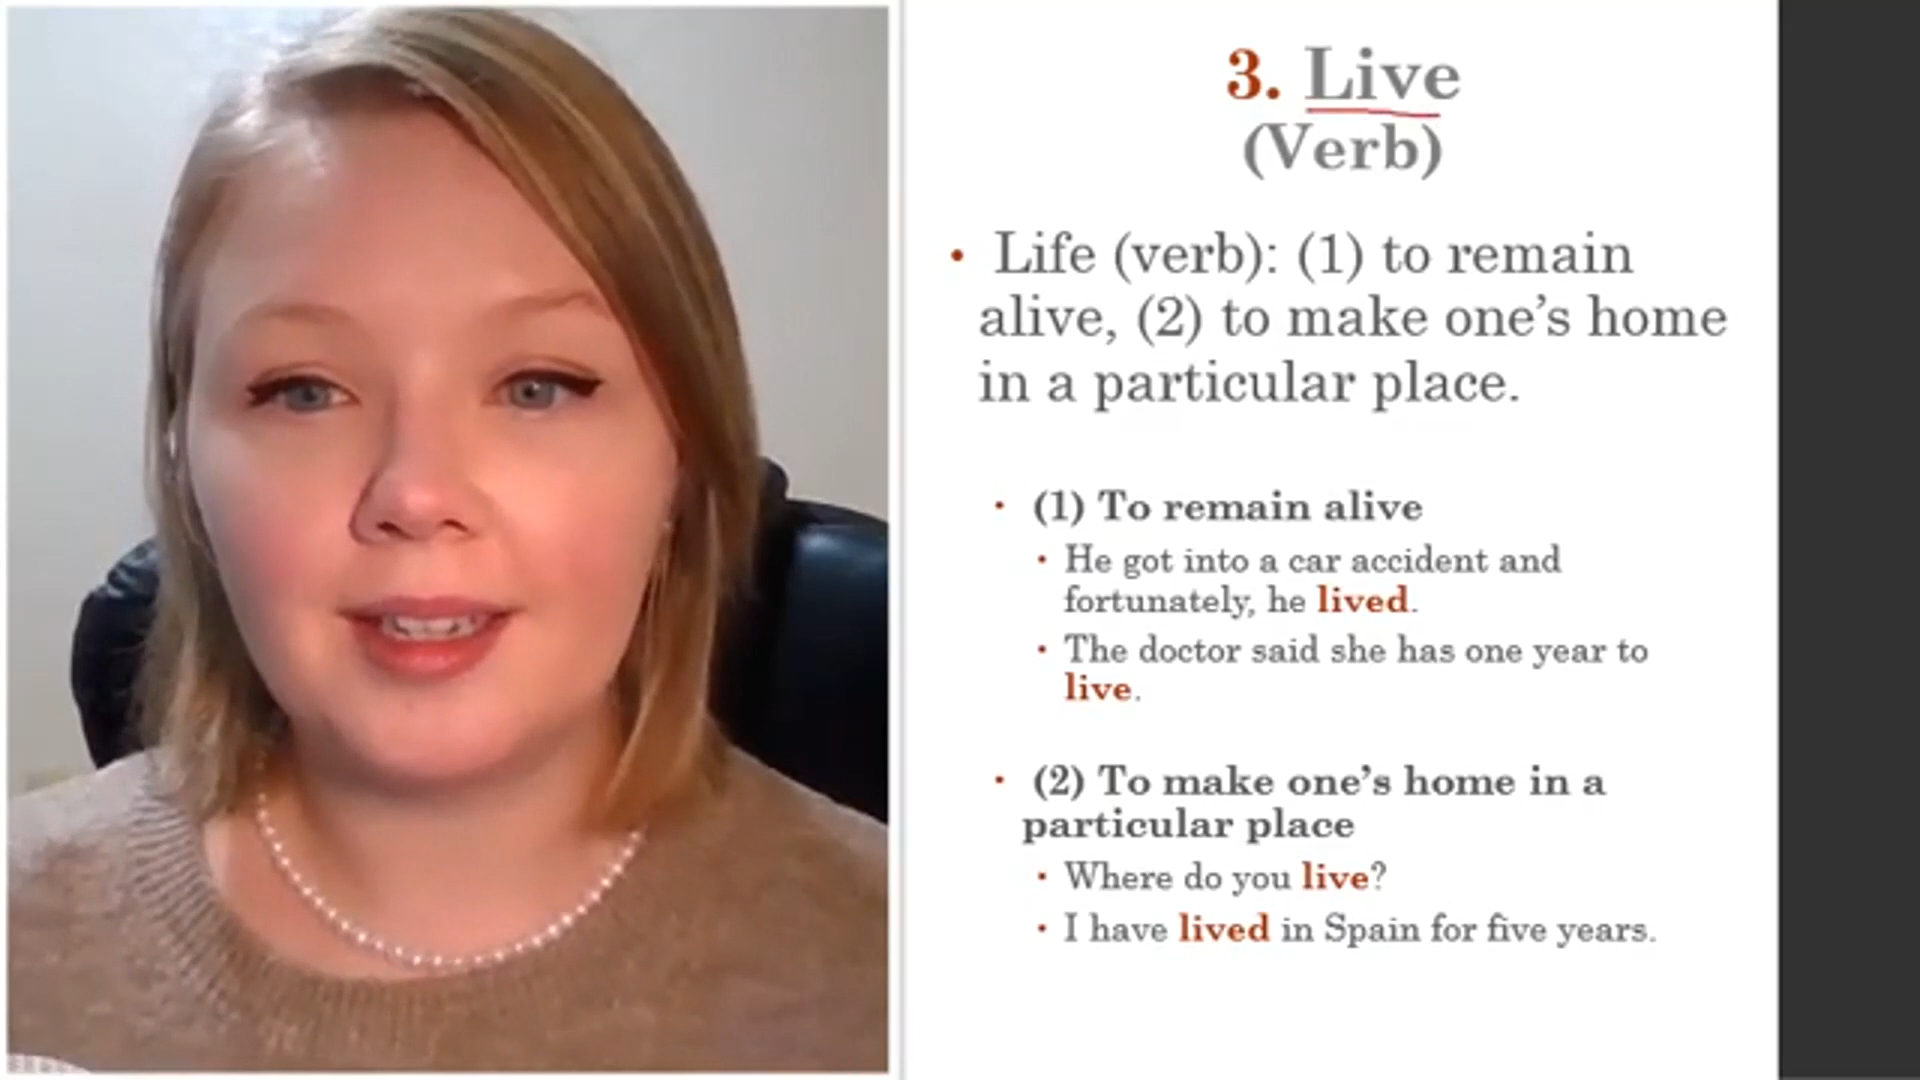 3. Live
(Verb)
• Life (verb): (1) to remain
alive, (2) to make one’s home
in a particular place.
• (1) To remain alive
• He got into a car accident and
fortunately, he lived.
• The doctor said she has one year to
live.
• (2) To make one’s home in a
particular place
• Where do you live?
• I have lived in Spain for five years.